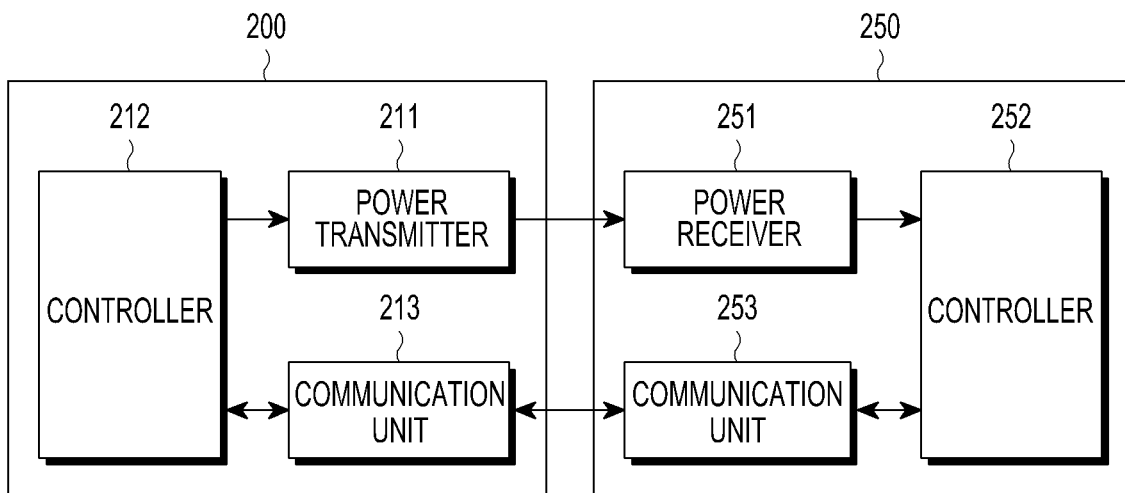 200
250
212
211
251
252
POWER
TRANSMITTER
POWER
RECEIVER
CONTROLLER
CONTROLLER
213
253
COMMUNICATION
UNIT
COMMUNICATION
UNIT